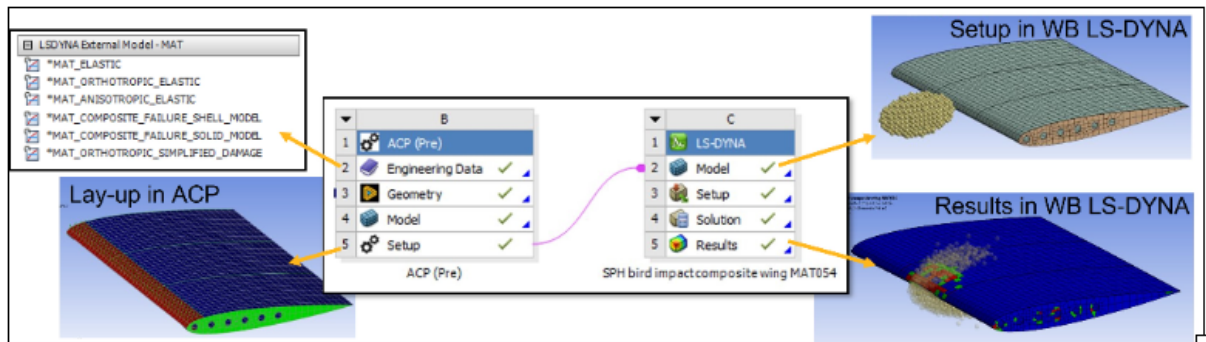 LSDYNA External Model - MAT
*MAT_ELASTIC
*MAT_ORTHOTROPIC_ELASTIC
*MAT_ANISOTROPIC_ELASTIC
*MAT_COMPOSITE_FAILURE_SHELL_MODEL
*MAT_COMPOSITE_FAILURE_SOLID_MODEL
*MAT_ORTHOTROPIC_SIMPLIFIED_DAMAGE
Lay-up in ACP
B
1 ACP (Pre)
2 Engineering Data
3 Geometry
4 Model
5 Setup
ACP (Pre)
C
1 LS-DYNA
2 Model
3 Setup
4 Solution
5 Results
SPH bird impact composite wing MAT054
Setup in WB LS-DYNA
Results in WB LS-DYNA